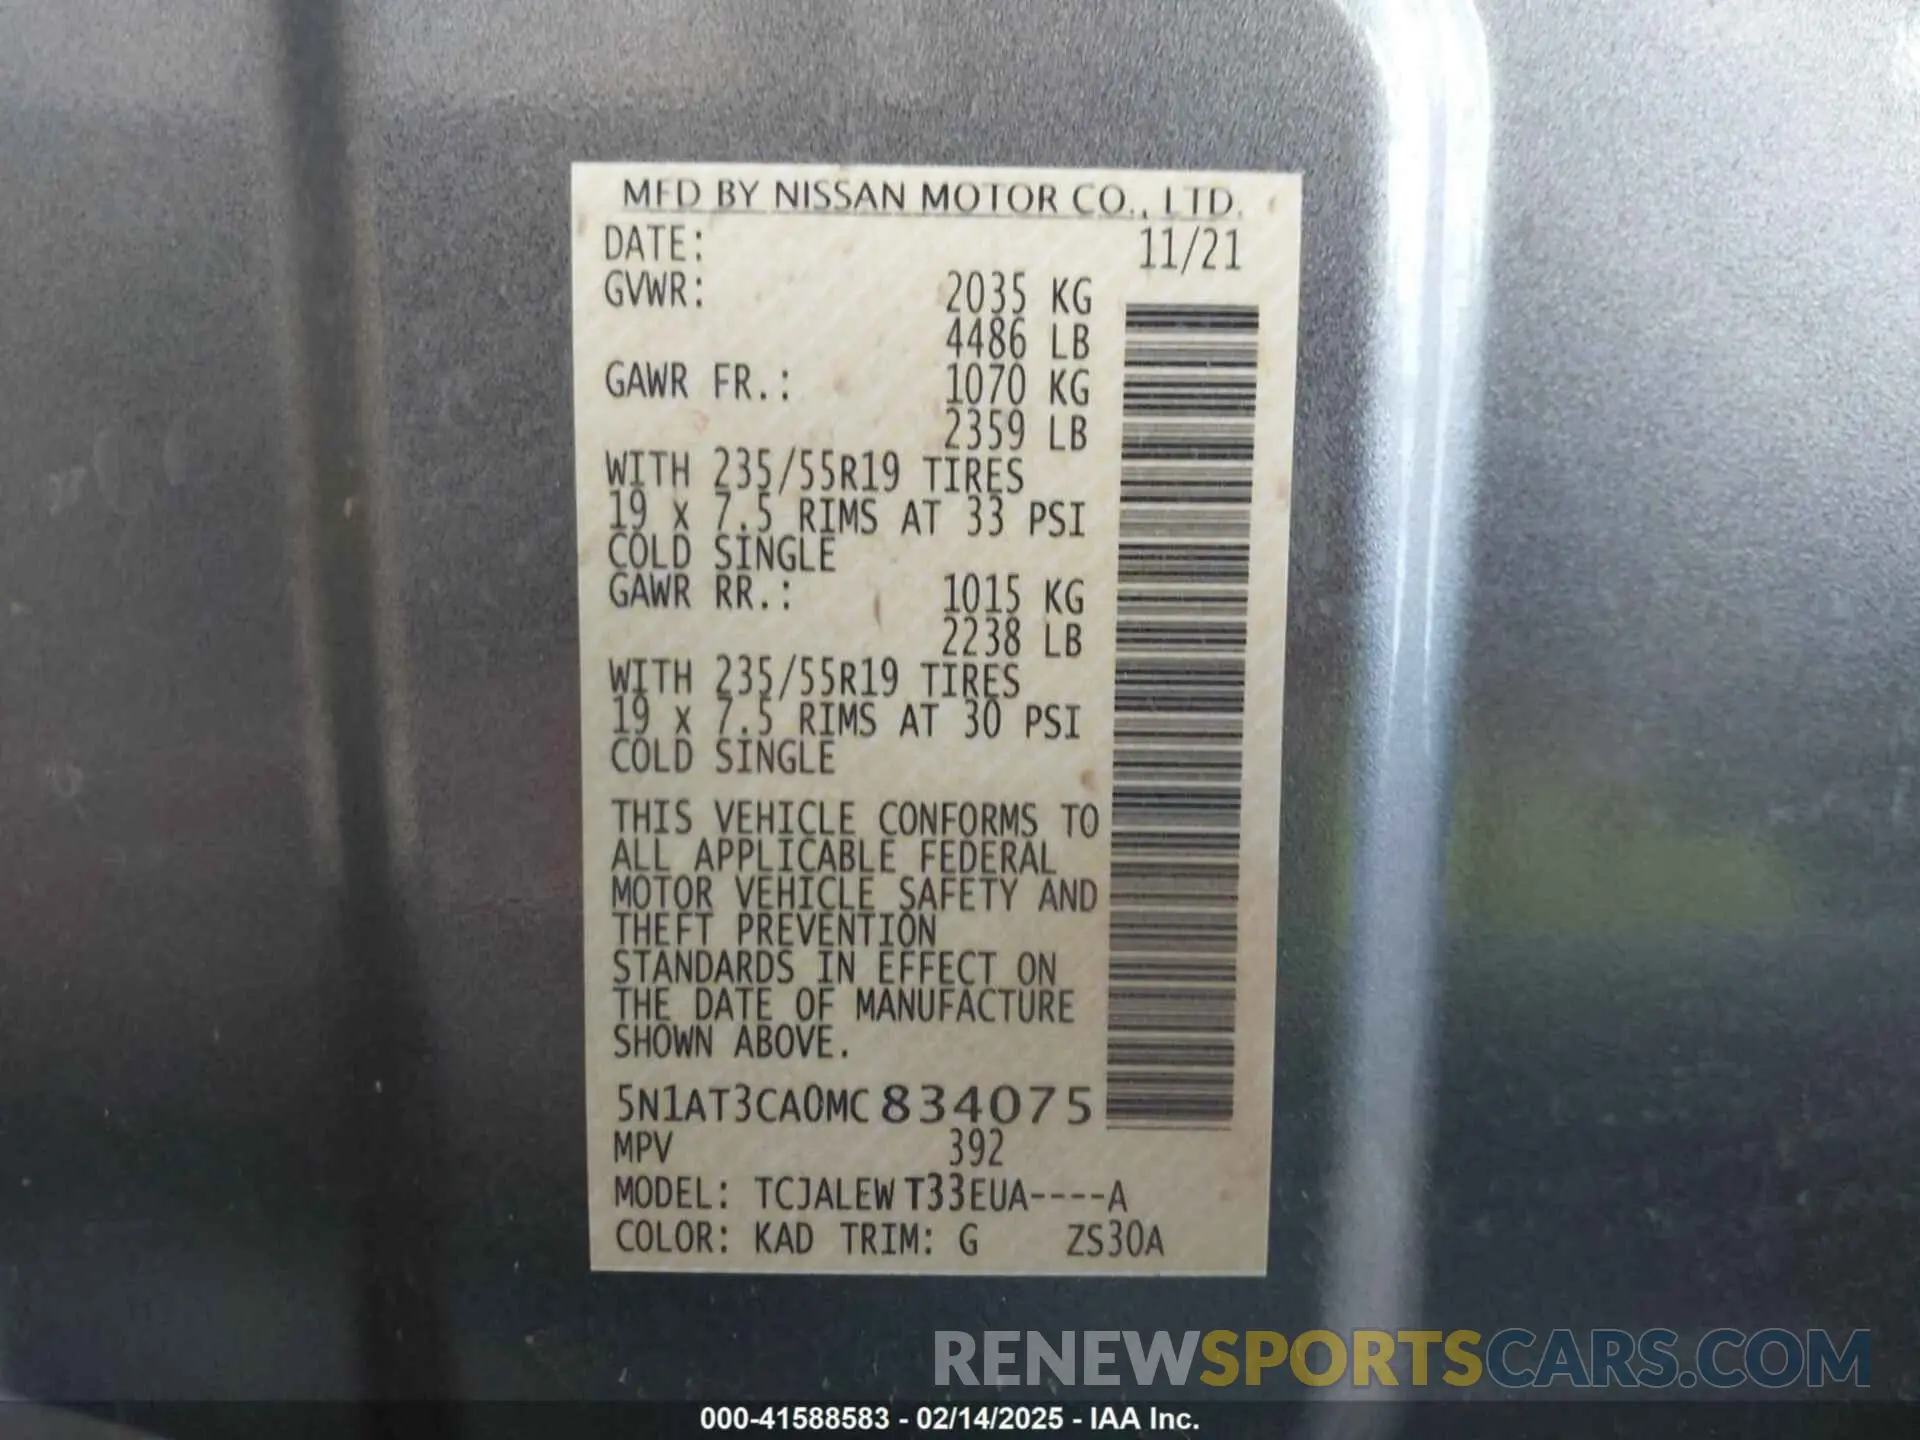 MFD BY NISSAN MOTOR CO., LTD.
DATE: 11/21
GVWR: 2035 KG
4486 LB
GAWR FR.: 1070 KG
2359 LB
WITH 235/55R19 TIRES
19 x 7.5 RIMS AT 33 PSI
COLD SINGLE
GAWR RR.: 1015 KG
2238 LB
WITH 235/55R19 TIRES
19 x 7.5 RIMS AT 30 PSI
COLD SINGLE
THIS VEHICLE CONFORMS TO
ALL APPLICABLE FEDERAL
MOTOR VEHICLE SAFETY AND
THEFT PREVENTION
STANDARDS IN EFFECT ON
THE DATE OF MANUFACTURE
SHOWN ABOVE.
5N1AT3CA0MC834075
MPV 392
MODEL: TCJALEWT33EUA----A
COLOR: KAD TRIM: G ZS30A
RENEWSPORTSCARS.COM
000-41588583 - 02/14/2025 - IAA Inc.